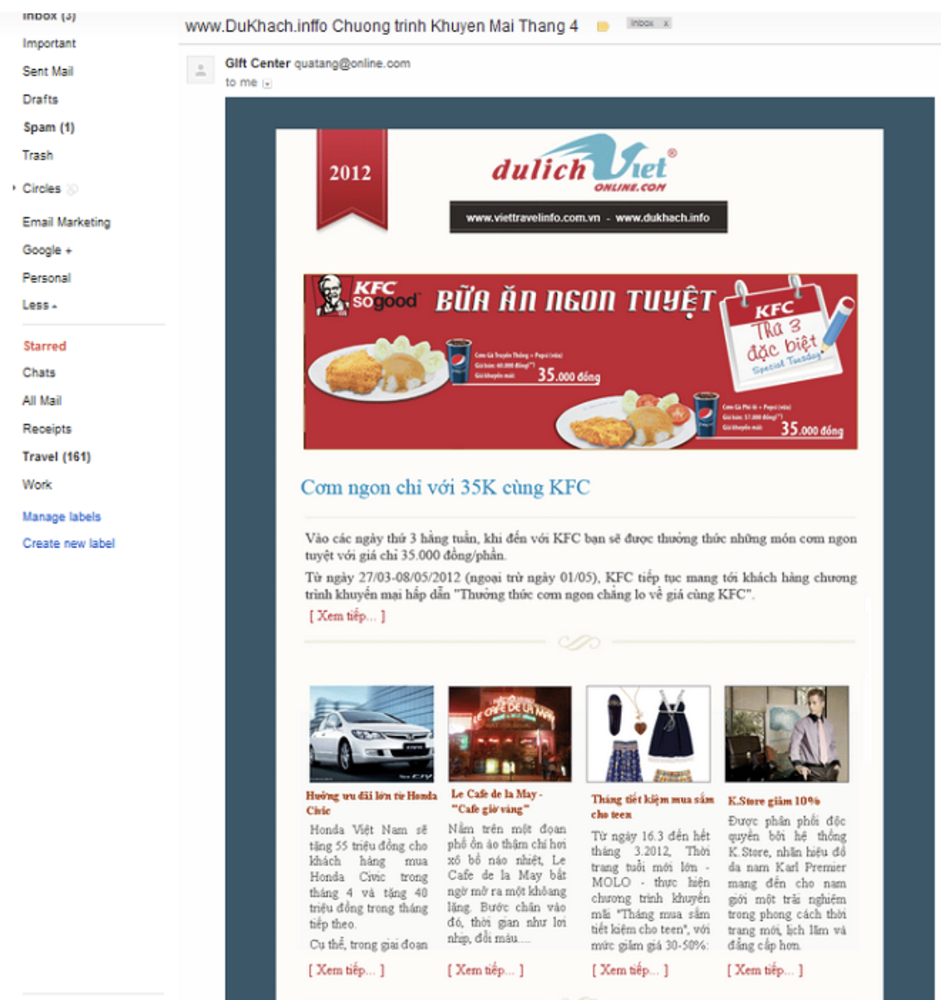 Inbox (3)
Important
Sent Mail
Drafts
Spam (1)
Trash
Circles
Email Marketing
Google +
Personal
Less
Starred
Chats
All Mail
Receipts
Travel (161)
Work
Manage labels
Create new label
www.DuKhach.inffo Chuong trinh Khuyen Mai Thang 4
Inbox x
GIft Center quatang@online.com
to me
2012
dulich Viet ®
ONLINE.COM
www.viettravelinfo.com.vn - www.dukhach.info
KFC
sogood
BỮA ĂN NGON TUYỆT
KFC
Thứ 3
đặc biệt
Special Tuesday
Cơm Gà Truyền Thống + Pepsi (vừa)
Giá bán: 60.000 đồng(*)
Giá khuyến mãi: 35.000 đồng
Giá bán: 57.000 đồng(*)
Giá khuyến mãi: 35.000 đồng
Cơm ngon chỉ với 35K cùng KFC
Vào các ngày thứ 3 hằng tuần, khi đến với KFC bạn sẽ được thưởng thức những món cơm ngon
tuyệt với giá chỉ 35.000 đồng/phần.
Từ ngày 27/03-08/05/2012 (ngoại trừ ngày 01/05), KFC tiếp tục mang tới khách hàng chương
trình khuyến mại hấp dẫn "Thưởng thức cơm ngon chẳng lo về giá cùng KFC".
[ Xem tiếp... ]
Hưởng ưu đãi lớn từ Honda
Civic
Honda Việt Nam sẽ
tặng 55 triệu đồng cho
khách hàng mua
Honda Civic trong
tháng 4 và tặng 40
triệu đồng trong tháng
tiếp theo.
Cụ thể, trong giai đoạn
[ Xem tiếp... ]
LE CAFE DE LA MAY
Le Cafe de la May -
"Cafe giờ vàng"
Nằm trên một đoạn
phố ồn ào thậm chí hơi
xô bồ náo nhiệt, Le
Cafe de la May bất
ngờ mở ra một khoảng
lặng. Bước chân vào
đó, thời gian như lơi
nhịp, đổi màu....
[ Xem tiếp... ]
Tháng tiết kiệm mua sắm
cho teen
Từ ngày 16.3 đến hết
tháng 3.2012, Thời
trang tuổi mới lớn -
MOLO - thực hiện
chương trình khuyến
mãi "Tháng mua sắm
tiết kiệm cho teen", với
mức giảm giá 30-50%:
[ Xem tiếp... ]
K.Store giảm 10%
Được phân phối độc
quyền bởi hệ thống
K.Store, nhãn hiệu đồ
da nam Karl Premier
mang đến cho nam
giới một trải nghiệm
trong phong cách thời
trang mới, lịch lãm và
đẳng cấp hơn.
[ Xem tiếp... ]